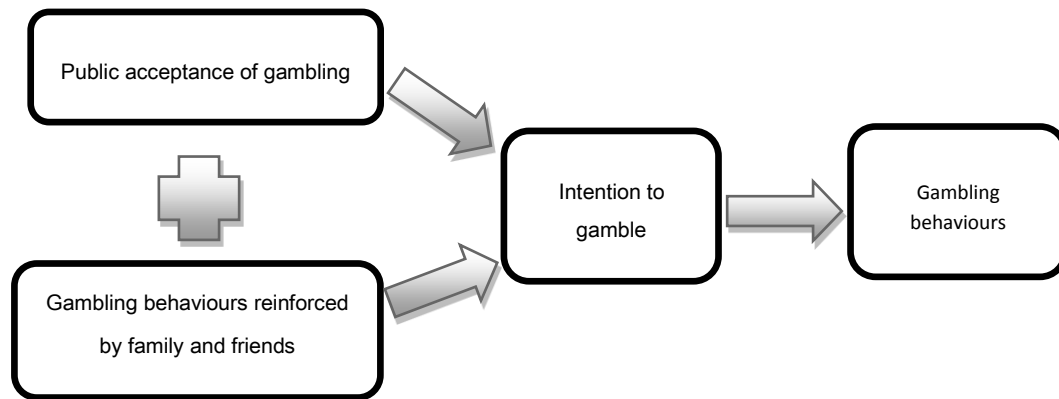 Public acceptance of gambling
Gambling behaviours reinforced
by family and friends
Intention to
gamble
Gambling
behaviours